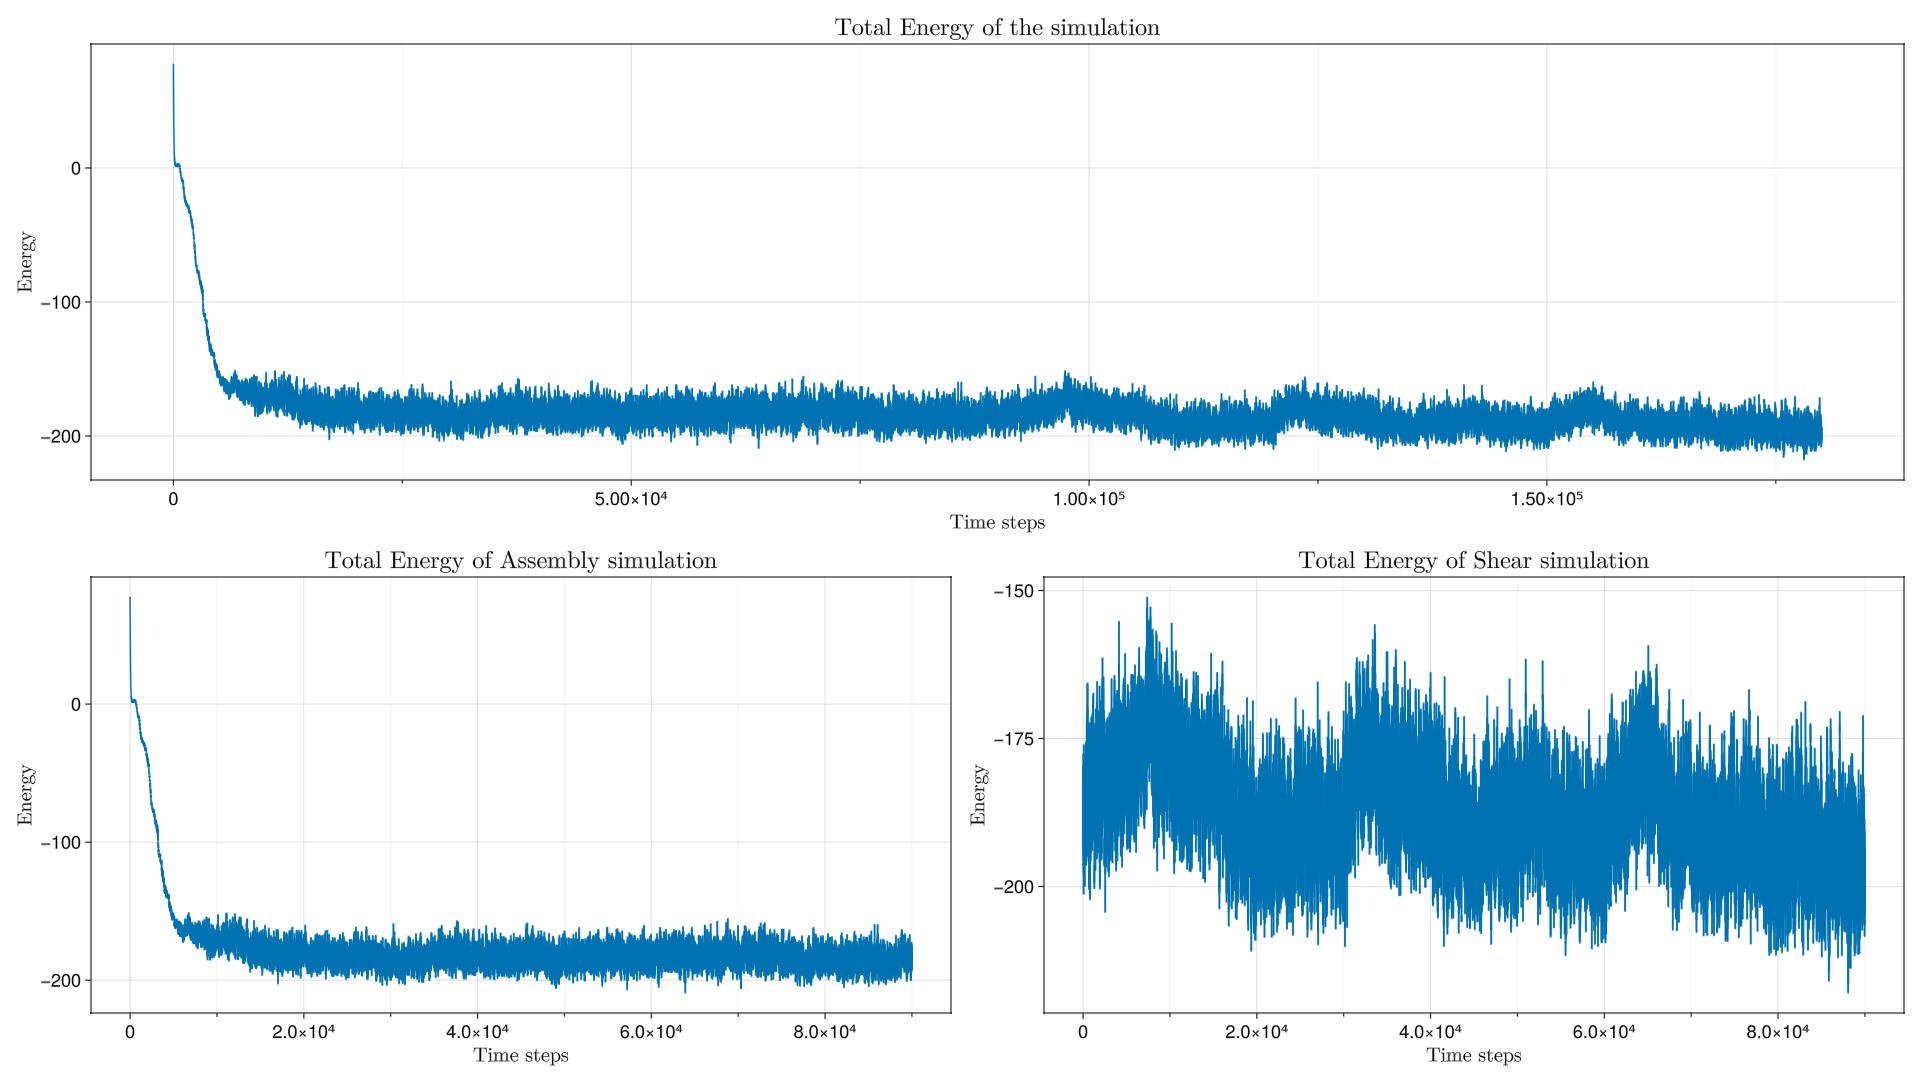 Total Energy of the simulation
Energy
0
−100
−200
0
5.00×10⁴
1.00×10⁵
1.50×10⁵
Time steps
Total Energy of Assembly simulation
Energy
0
−100
−200
0
2.0×10⁴
4.0×10⁴
6.0×10⁴
8.0×10⁴
Time steps
Total Energy of Shear simulation
Energy
−150
−175
−200
0
2.0×10⁴
4.0×10⁴
6.0×10⁴
8.0×10⁴
Time steps